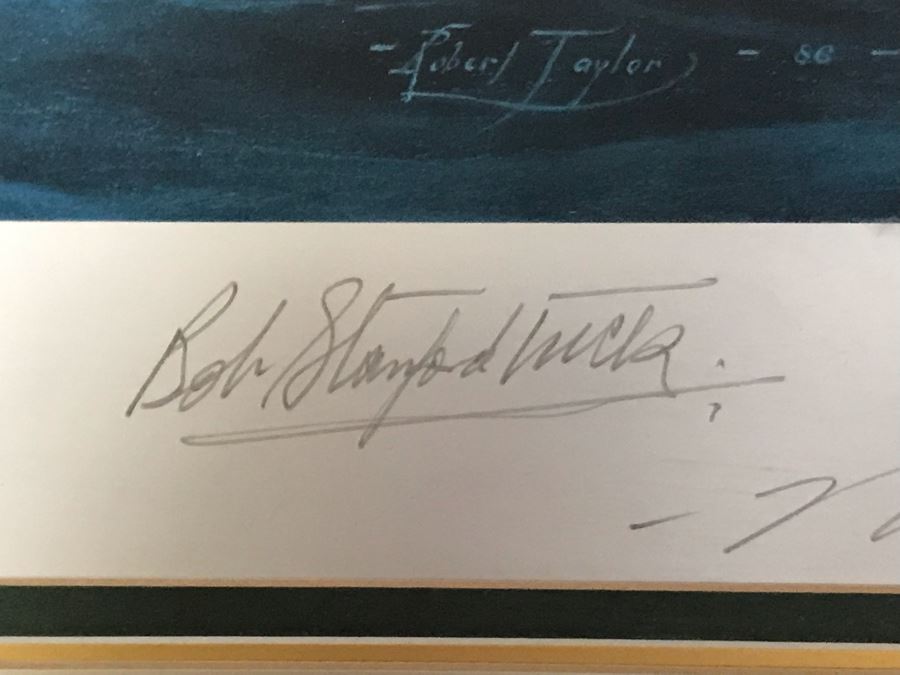 - Robert Taylor - 86 -
Bob Stanford Tuck.